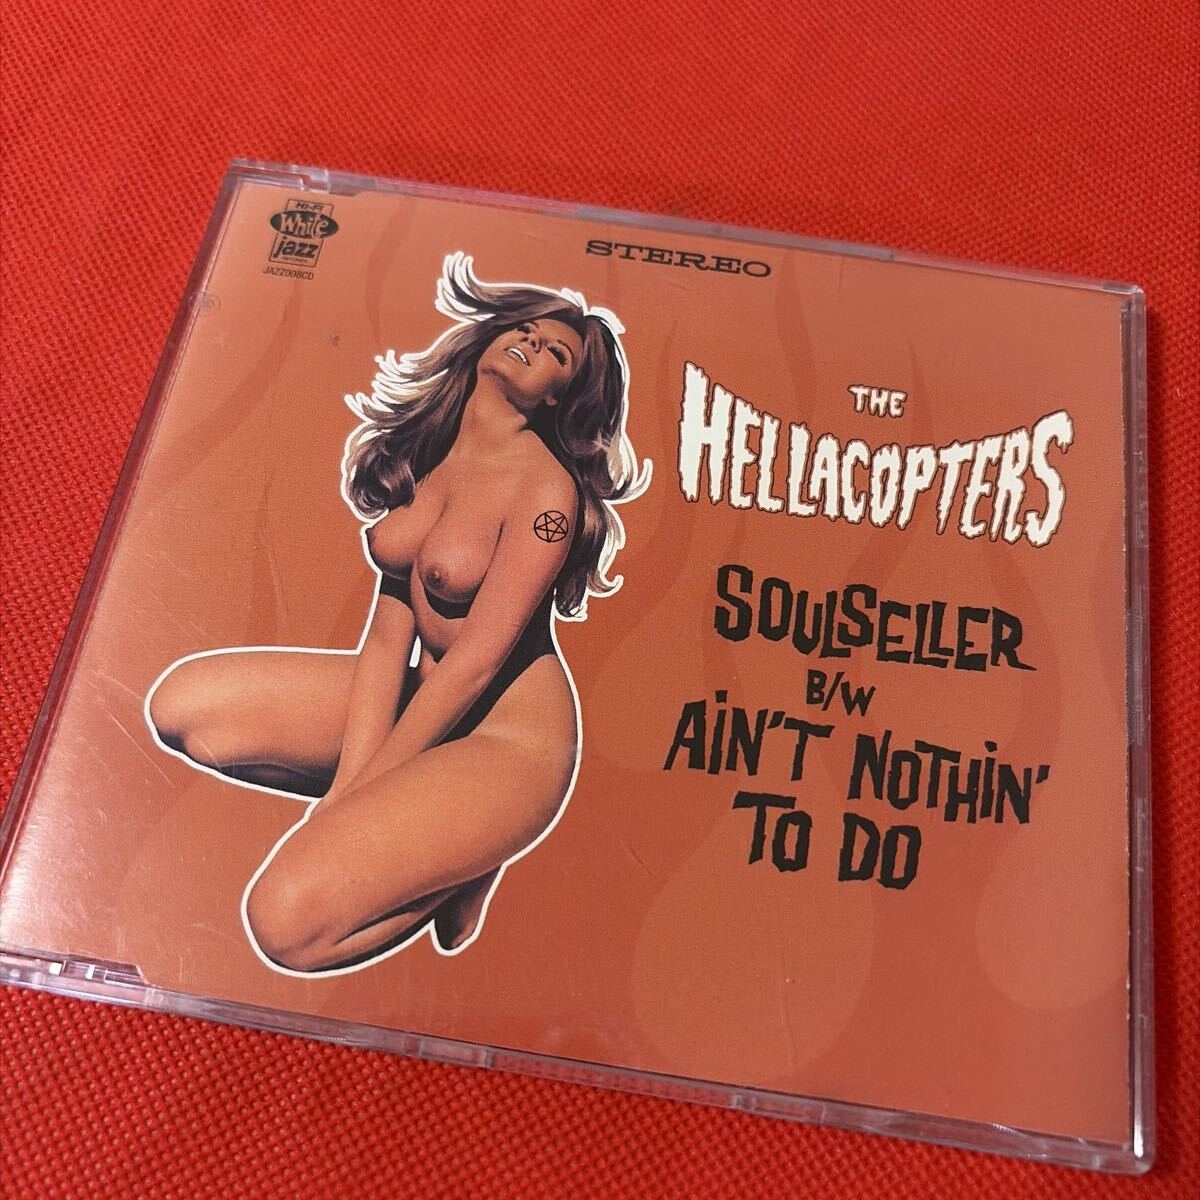 HI-FI
White
jazz
RECORDS
JAZZ008CD
STEREO
THE
HELLACOPTERS
SOULSELLER
B/W
AiN'T NOTHiN'
TO DO